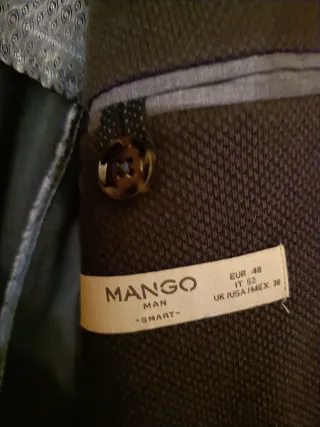 MANGO
MAN
-SMART-
EUR 48
IT 52
UK/USA/MEX 38